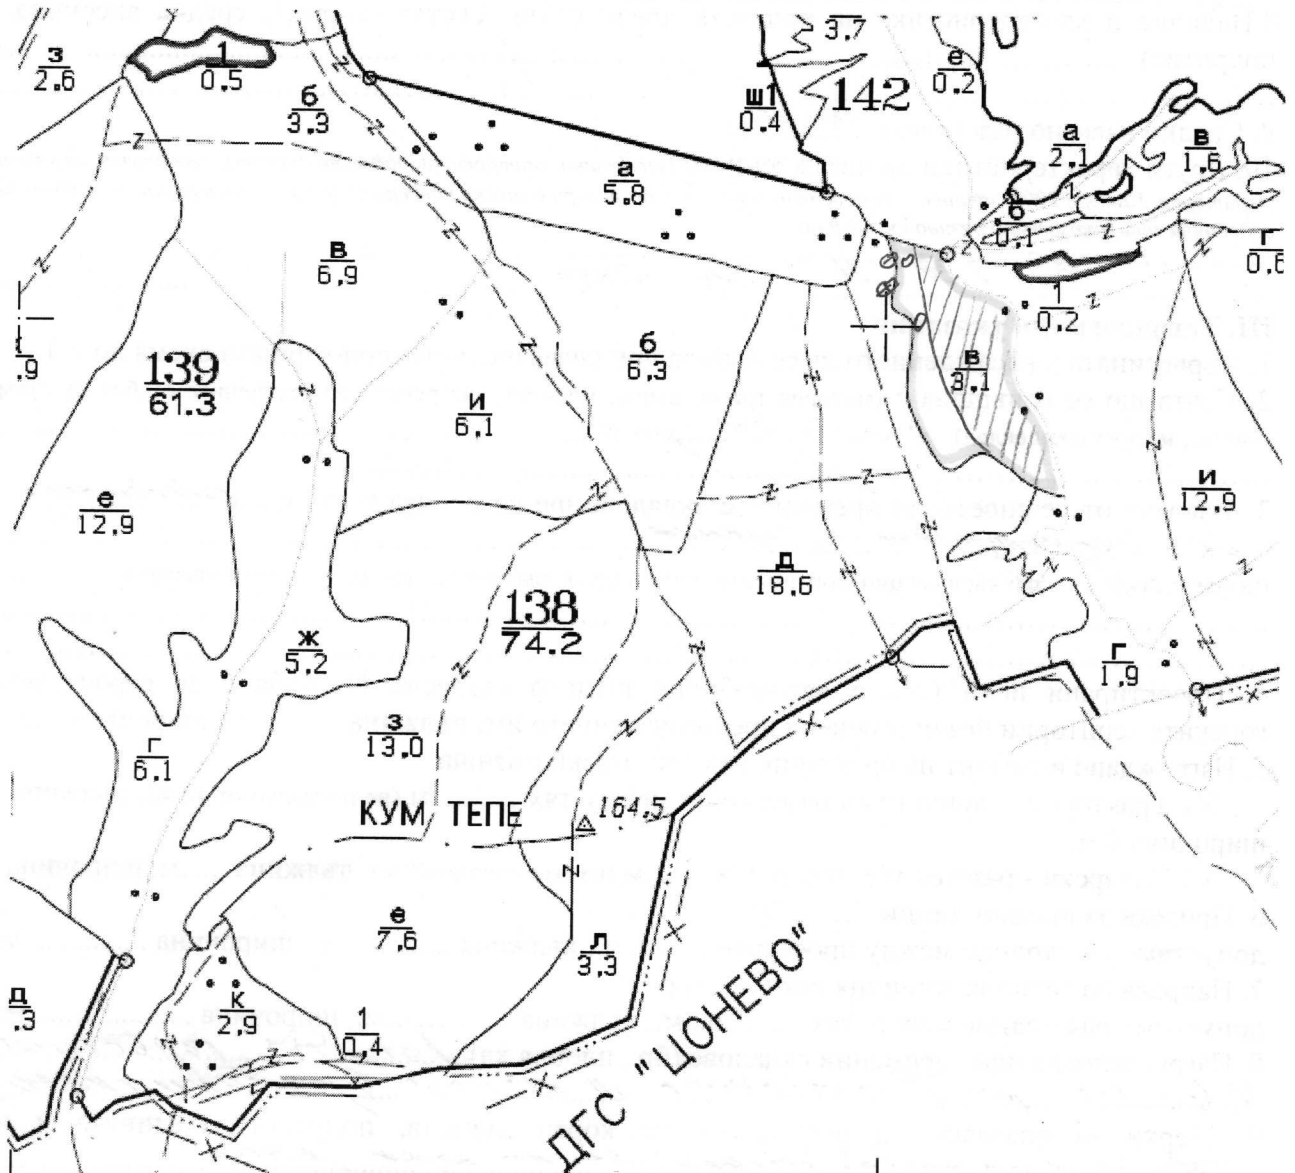 3.7
з
2.6
1
0.5
е
0.2
б
3.3
ш1
0.4
142
а
2.1
в
1.6
а
5.8
б
0.1
г
0.6
в
6.9
1
0.2
.9
139
61.3
б
6.3
в
3.1
и
6.1
е
12.9
и
12.9
д
18.6
138
74.2
ж
5.2
г
1.9
з
13.0
г
6.1
КУМ ТЕПЕ
164.5
е
7.6
л
3.3
д
.3
к
2.9
1
0.4
ДГС "ЦОНЕВО"